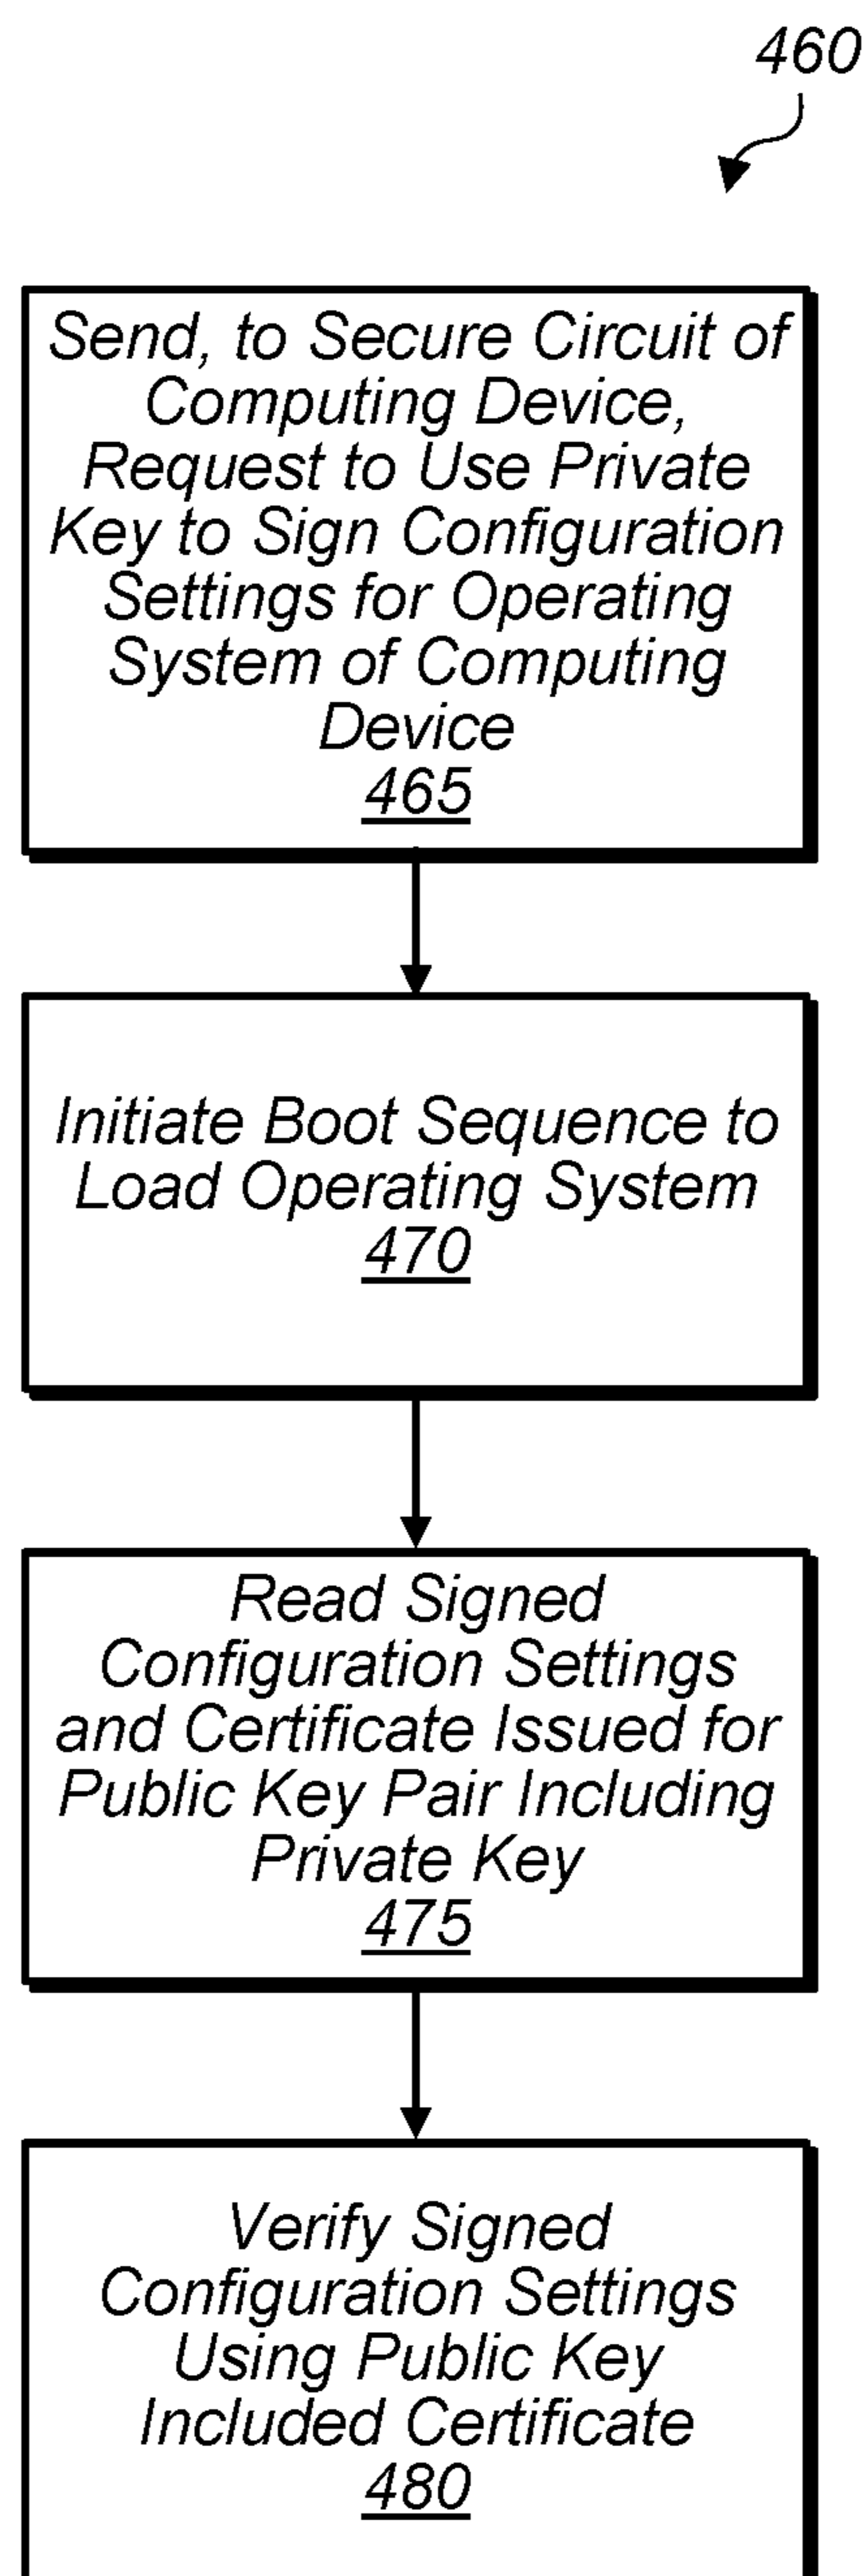 460
Send, to Secure Circuit of
Computing Device,
Request to Use Private
Key to Sign Configuration
Settings for Operating
System of Computing
Device
465
Initiate Boot Sequence to
Load Operating System
470
Read Signed
Configuration Settings
and Certificate Issued for
Public Key Pair Including
Private Key
475
Verify Signed
Configuration Settings
Using Public Key
Included Certificate
480